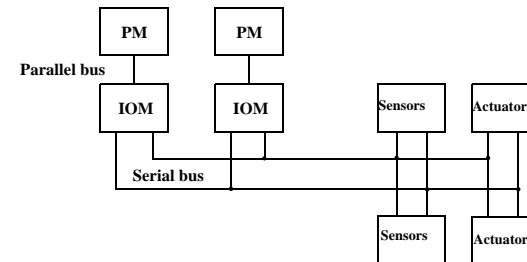 PM PM
Parallel bus
IOM IOM Sensors Actuator
Serial bus
Sensors Actuator